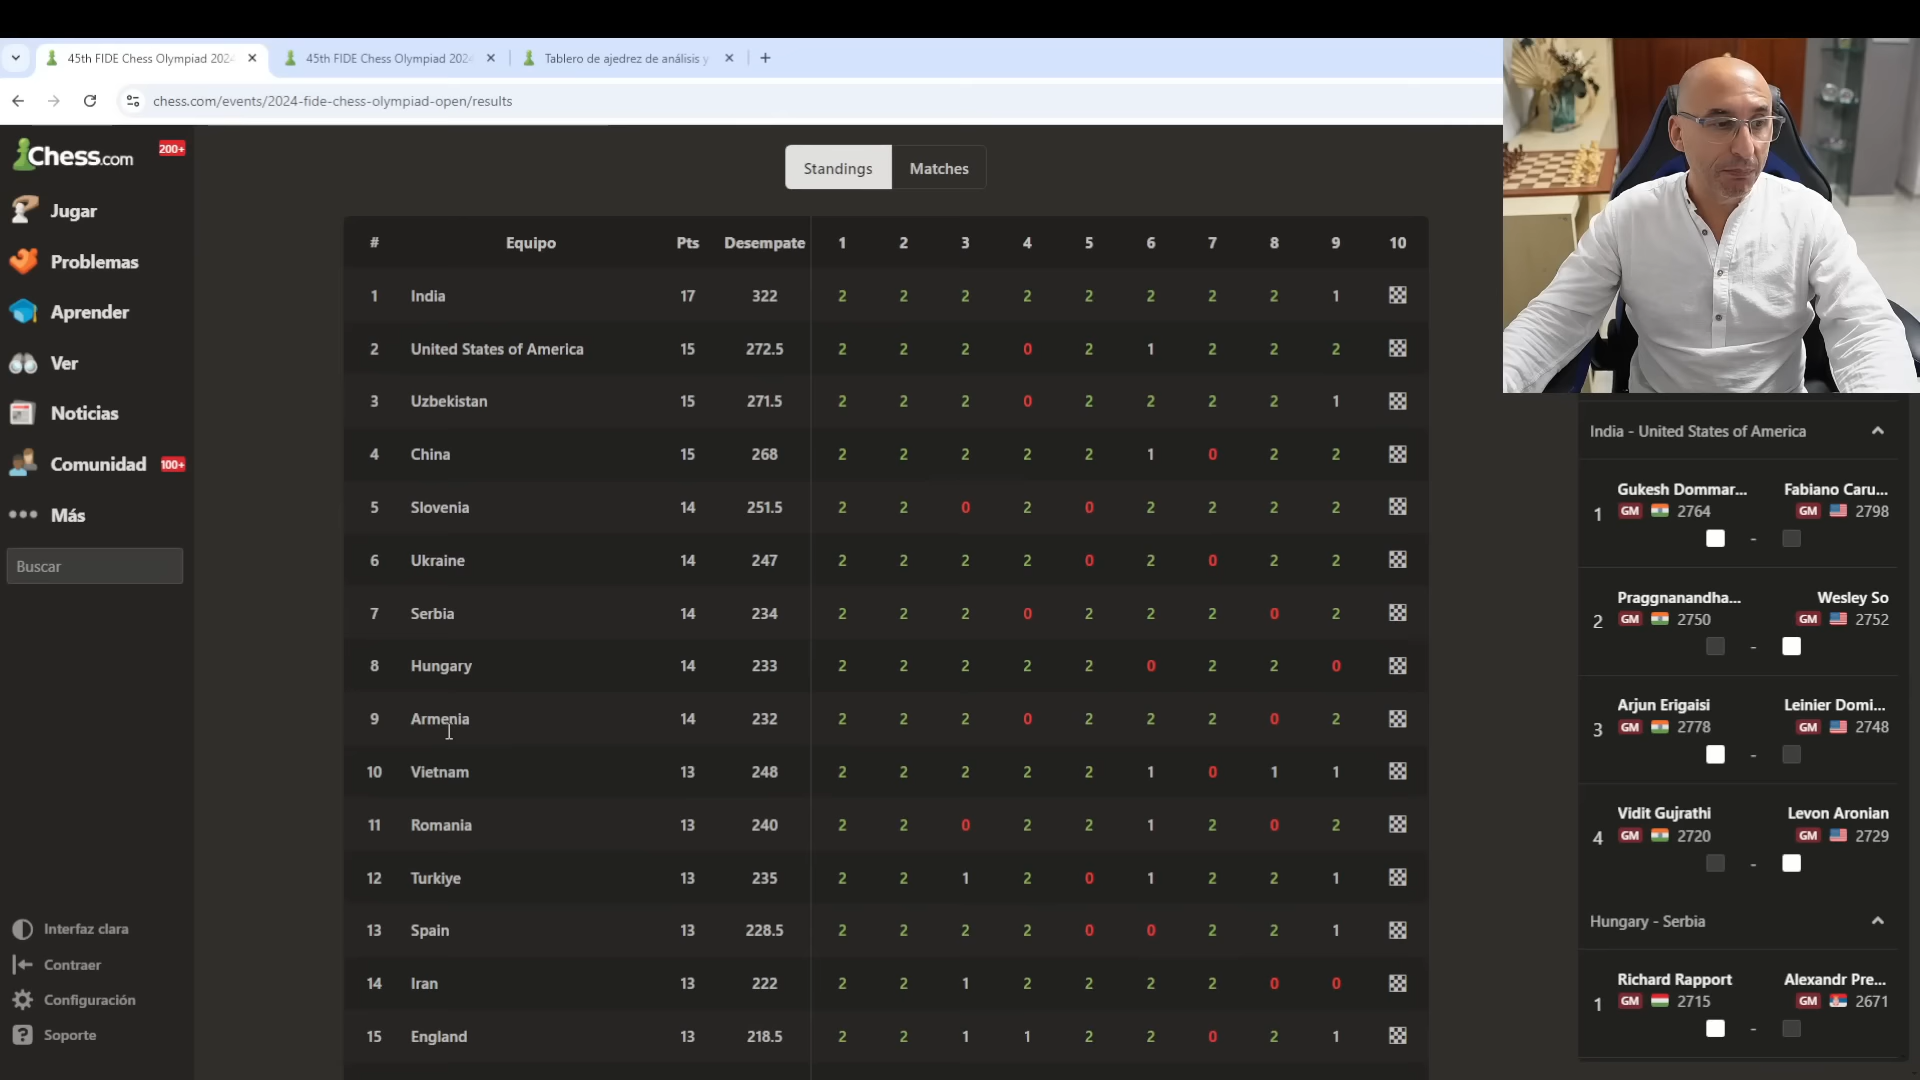 45th FIDE Chess Olympiad 202
45th FIDE Chess Olympiad 202
Tablero de ajedrez de análisis y
chess.com/events/2024-fide-chess-olympiad-open/results
Chess.com 200+
Jugar
Problemas
Aprender
Ver
Noticias
Comunidad 100+
Más
Buscar
Interfaz clara
Contraer
Configuración
Soporte
Standings Matches
# Equipo Pts Desempate 1 2 3 4 5 6 7 8 9 10
1 India 17 322 2 2 2 2 2 2 2 2 1
2 United States of America 15 272.5 2 2 2 0 2 1 2 2 2
3 Uzbekistan 15 271.5 2 2 2 0 2 2 2 2 1
4 China 15 268 2 2 2 2 2 1 0 2 2
5 Slovenia 14 251.5 2 2 0 2 0 2 2 2 2
6 Ukraine 14 247 2 2 2 2 0 2 0 2 2
7 Serbia 14 234 2 2 2 0 2 2 2 0 2
8 Hungary 14 233 2 2 2 2 2 0 2 2 0
9 Armenia 14 232 2 2 2 0 2 2 2 0 2
10 Vietnam 13 248 2 2 2 2 2 1 0 1 1
11 Romania 13 240 2 2 0 2 2 1 2 0 2
12 Turkiye 13 235 2 2 1 2 0 1 2 2 1
13 Spain 13 228.5 2 2 2 2 0 0 2 2 1
14 Iran 13 222 2 2 1 2 2 2 2 0 0
15 England 13 218.5 2 2 1 1 2 2 0 2 1
India - United States of America
Gukesh Dommar... Fabiano Caru...
1 GM 2764 GM 2798
-
Praggnanandha... Wesley So
2 GM 2750 GM 2752
-
Arjun Erigaisi Leinier Domi...
3 GM 2778 GM 2748
-
Vidit Gujrathi Levon Aronian
4 GM 2720 GM 2729
-
Hungary - Serbia
Richard Rapport Alexandr Pre...
1 GM 2715 GM 2671
-